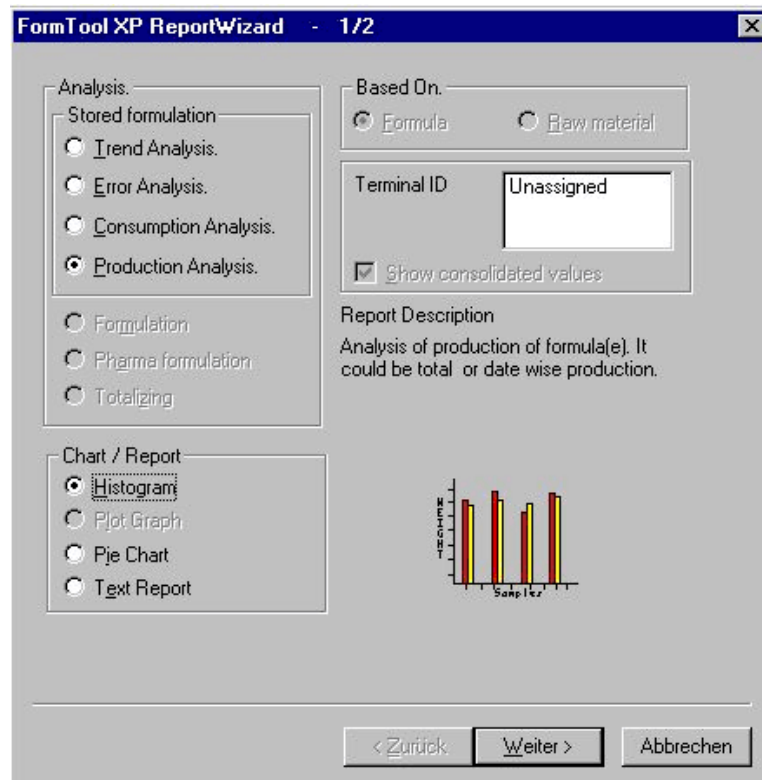 FormTool XP ReportWizard - 1/2
Analysis.
Stored formulation
Trend Analysis.
Error Analysis.
Consumption Analysis.
Production Analysis.
Formulation
Pharma formulation
Totalizing
Based On.
Formula Raw material
Terminal ID Unassigned
Show consolidated values
Report Description
Analysis of production of formula(e). It
could be total or date wise production.
Chart / Report
Histogram
Plot Graph
Pie Chart
Text Report
HEIGHT
Samples
< Zurück Weiter > Abbrechen